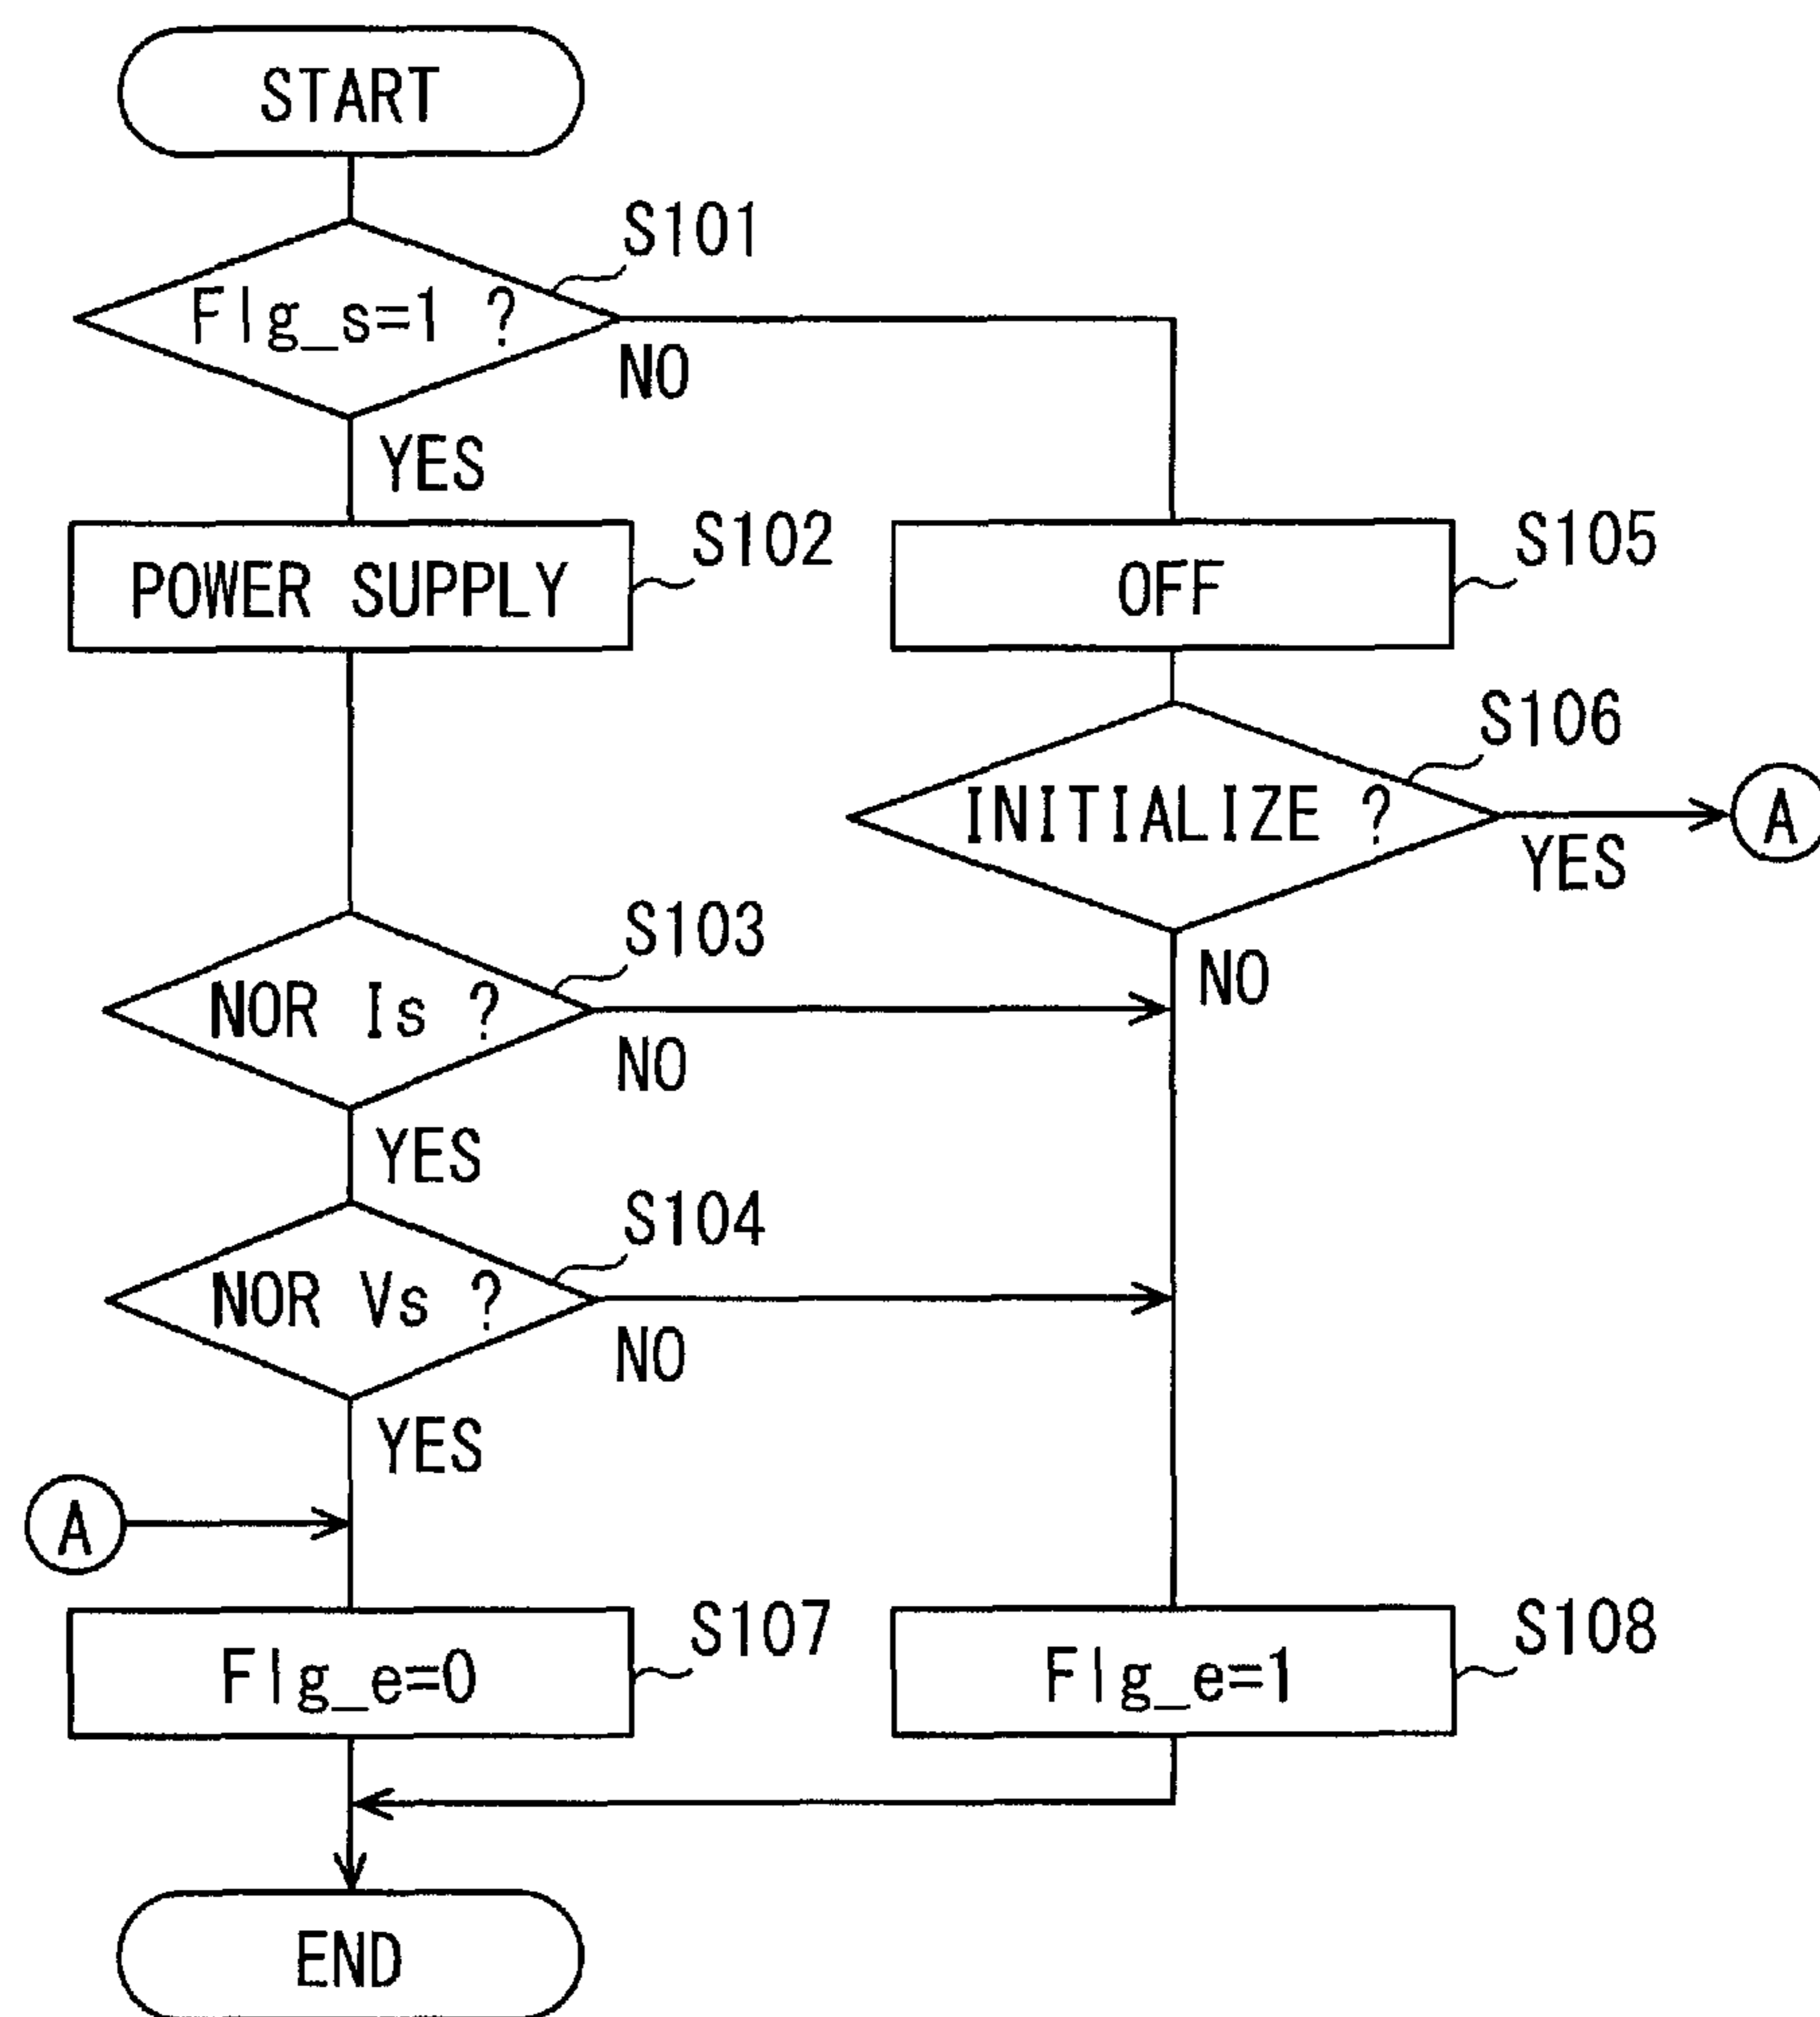 START
S101
Flg_s=1 ?
NO
YES
S102
POWER SUPPLY
S105
OFF
S106
INITIALIZE ?
A
YES
NO
S103
NOR Is ?
NO
YES
S104
NOR Vs ?
NO
YES
A
S107
Flg_e=0
S108
Flg_e=1
END